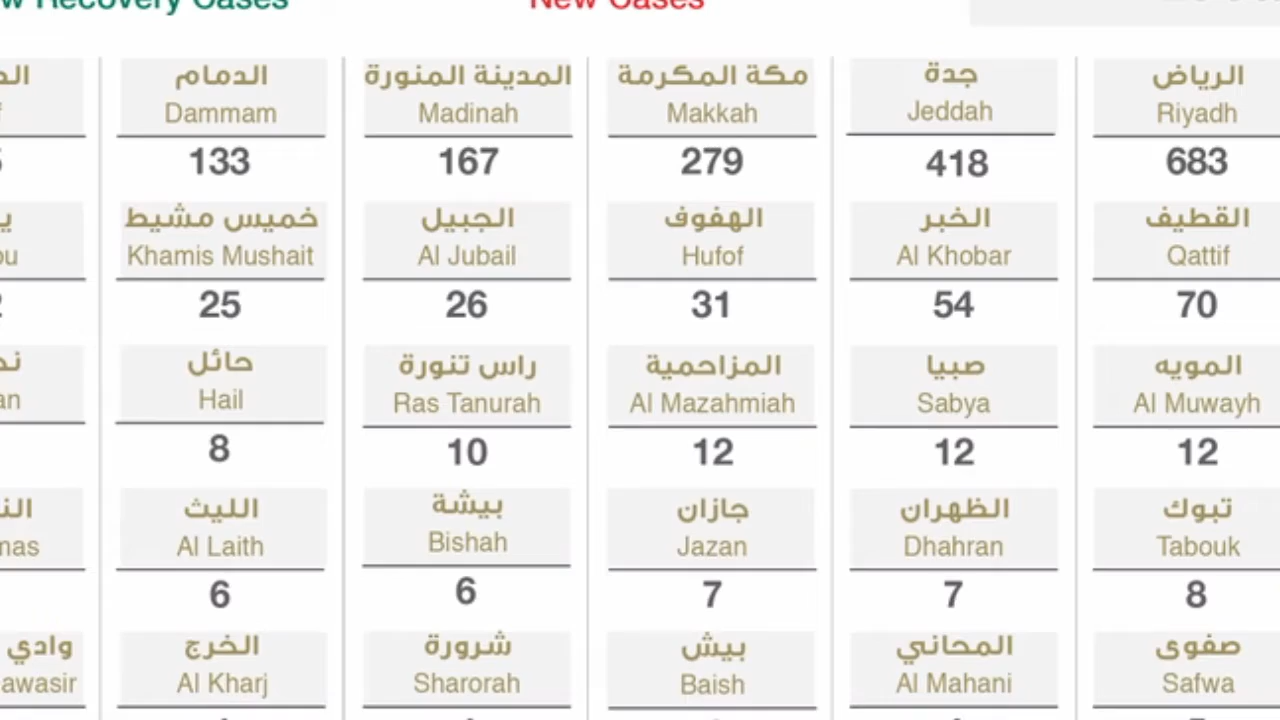 Recovery Cases
New Cases
الدمام
المدينة المنورة
مكة المكرمة
جدة
الرياض
Dammam
Madinah
Makkah
Jeddah
Riyadh
133
167
279
418
683
خميس مشيط
الجبيل
الهفوف
الخبر
القطيف
Khamis Mushait
Al Jubail
Hufof
Al Khobar
Qattif
25
26
31
54
70
حائل
راس تنورة
المزاحمية
صبيا
المويه
Hail
Ras Tanurah
Al Mazahmiah
Sabya
Al Muwayh
8
10
12
12
12
الليث
بيشة
جازان
الظهران
تبوك
Al Laith
Bishah
Jazan
Dhahran
Tabouk
6
6
7
7
8
وادي
الخرج
شرورة
بيش
المحاني
صفوى
Al Kharj
Sharorah
Baish
Al Mahani
Safwa